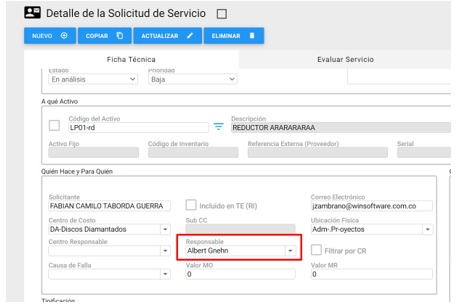 Detalle de la Solicitud de Servicio
NUEVO COPIAR ACTUALIZAR ELIMINAR
Ficha Técnica Evaluar Servicio
Estado Prioridad
En análisis Baja
A qué Activo
Código del Activo Descripción
LP01-rd REDUCTOR ARARARARAA
Activo Fijo Código de Inventario Referencia Externa (Proveedor) Serial
Quién Hace y Para Quién
Solicitante Correo Electrónico
FABIAN CAMILO TABORDA GUERRA Incluido en TE (RI) jzambrano@winsoftware.com.co
Centro de Costo Sub CC Ubicación Física
DA-Discos Diamantados Adm-.Pr-oyectos
Centro Responsable Responsable
Albert Gnehn Filtrar por CR
Causa de Falla Valor MO Valor MR
0 0
Tipificación